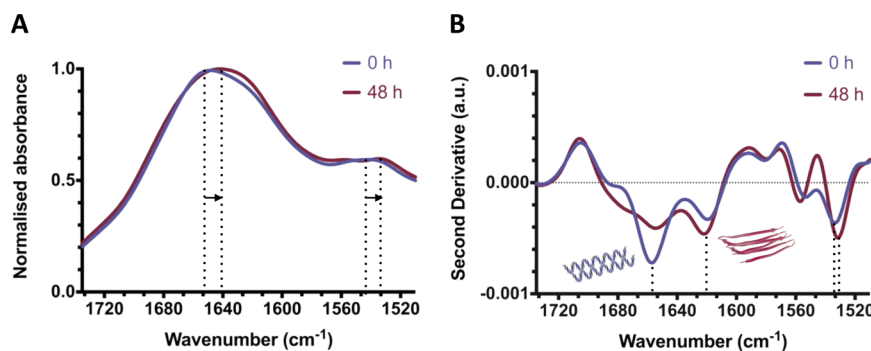 A
0 h
48 h
Normalised absorbance
1.0
0.5
0.0
1720 1680 1640 1600 1560 1520
Wavenumber (cm⁻¹)
B
0 h
48 h
Second Derivative (a.u.)
0.001
0.000
-0.001
1720 1680 1640 1600 1560 1520
Wavenumber (cm⁻¹)